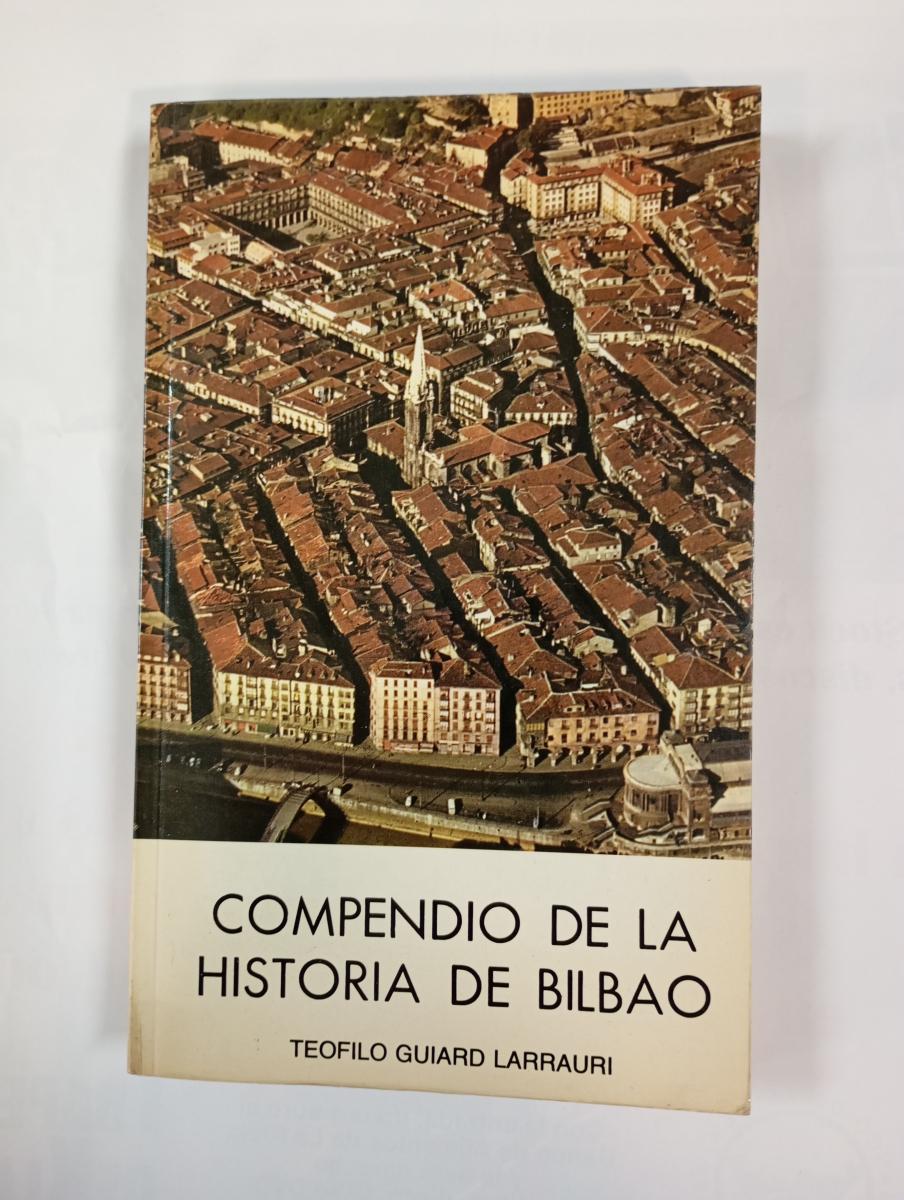 COMPENDIO DE LA
HISTORIA DE BILBAO
TEOFILO GUIARD LARRAURI